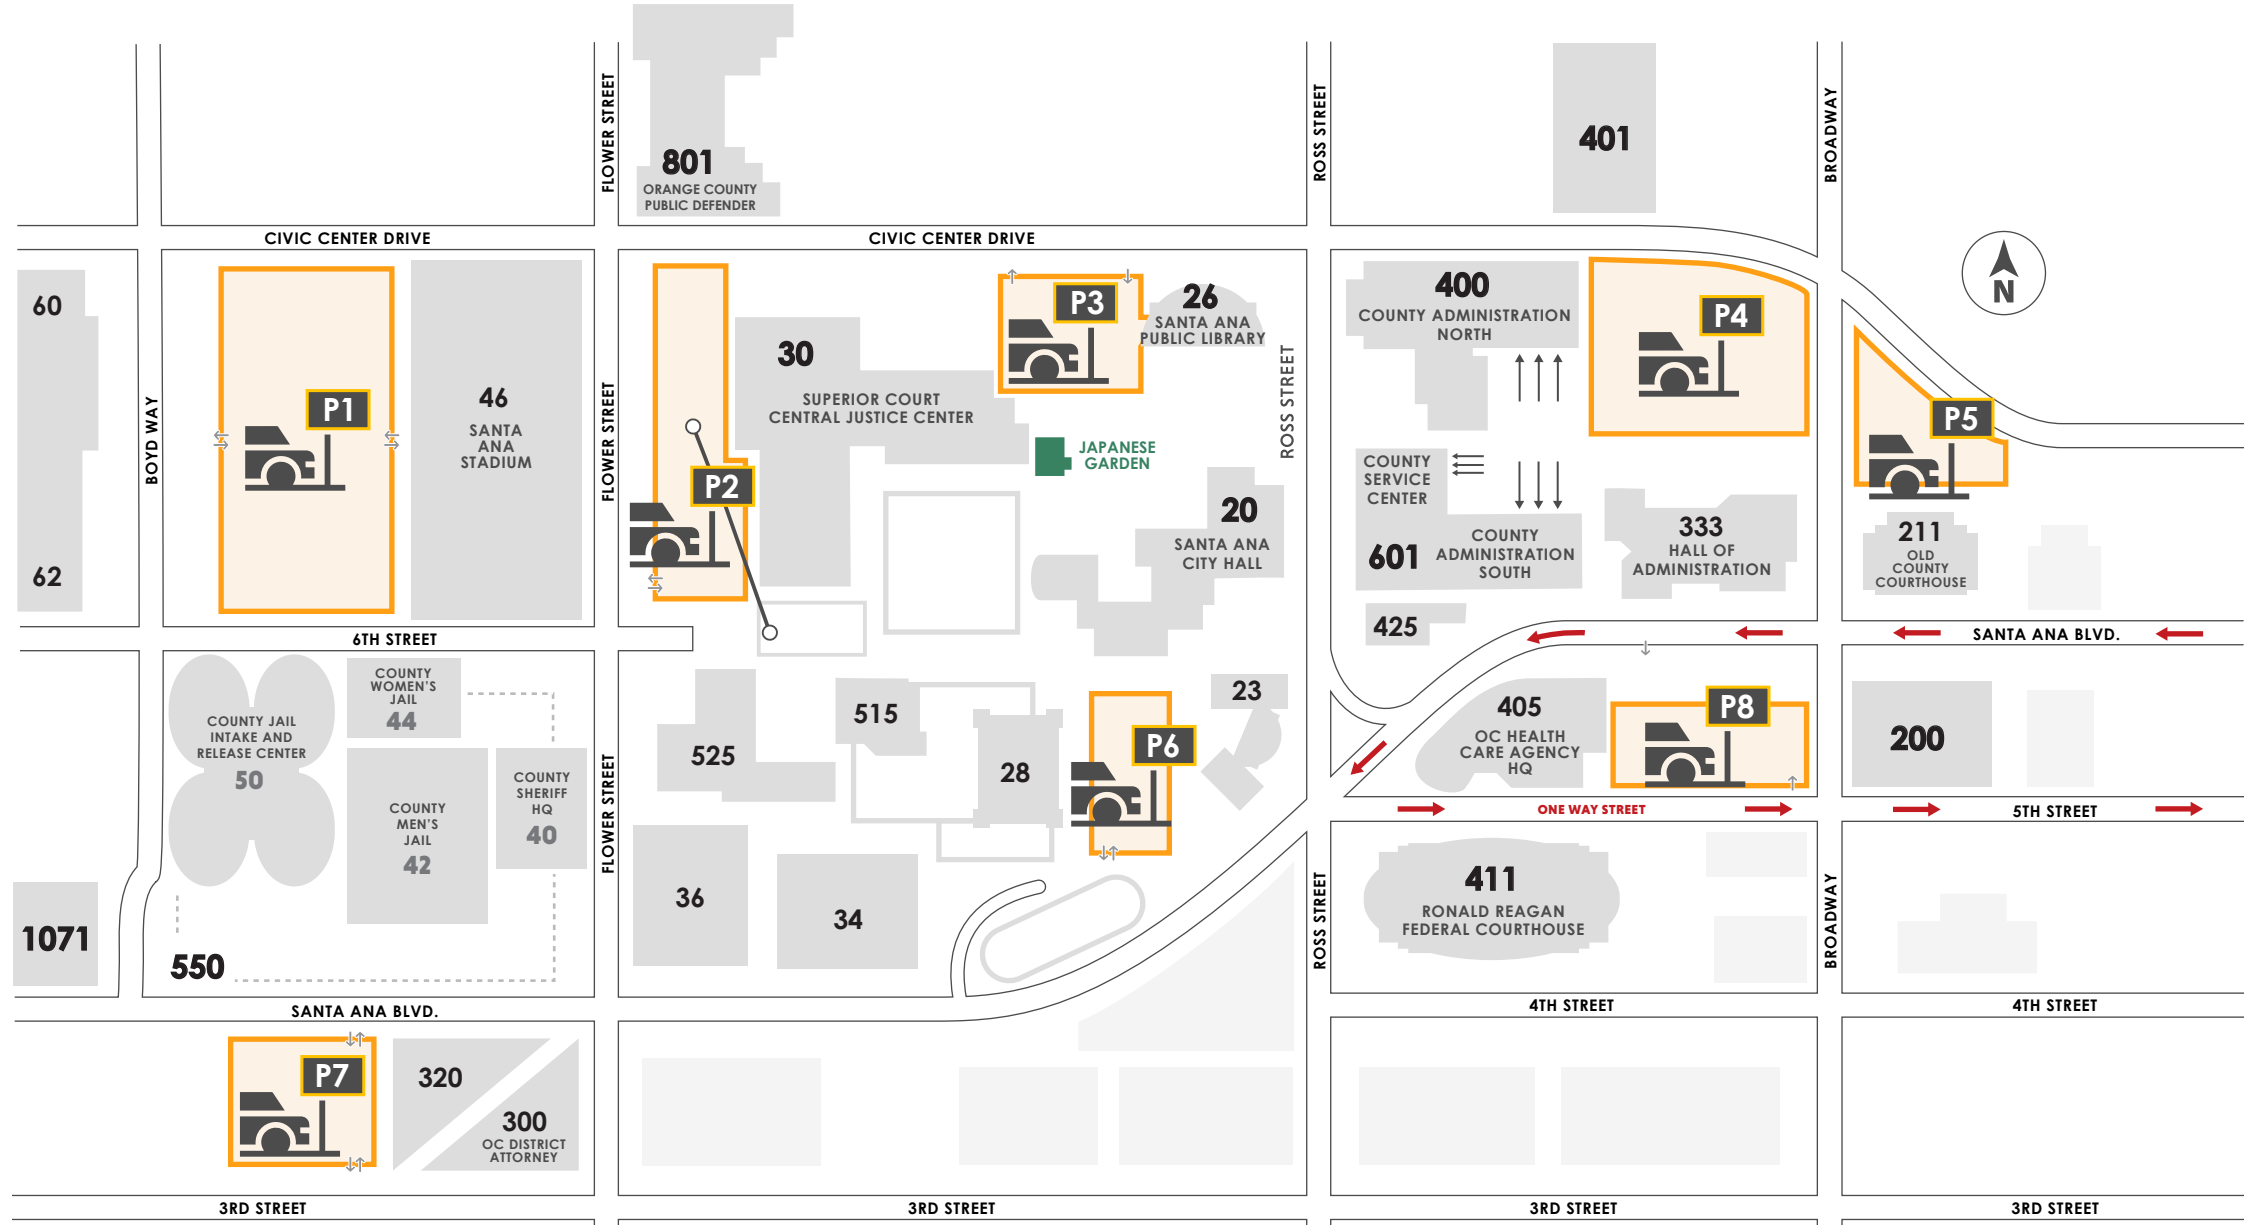 FLOWER STREET
ROSS STREET
BROADWAY
401
801
ORANGE COUNTY
PUBLIC DEFENDER
CIVIC CENTER DRIVE
CIVIC CENTER DRIVE
N
60
62
BOYD WAY
P1
46
SANTA
ANA
STADIUM
FLOWER STREET
P2
30
SUPERIOR COURT
CENTRAL JUSTICE CENTER
P3
26
SANTA ANA
PUBLIC LIBRARY
JAPANESE
GARDEN
ROSS STREET
20
SANTA ANA
CITY HALL
400
COUNTY ADMINISTRATION
NORTH
P4
P5
COUNTY
SERVICE
CENTER
601
COUNTY
ADMINISTRATION
SOUTH
333
HALL OF
ADMINISTRATION
211
OLD
COUNTY
COURTHOUSE
425
6TH STREET
SANTA ANA BLVD.
COUNTY JAIL
INTAKE AND
RELEASE CENTER
50
COUNTY
WOMEN'S
JAIL
44
COUNTY
MEN'S
JAIL
42
COUNTY
SHERIFF
HQ
40
FLOWER STREET
525
515
28
P6
23
405
OC HEALTH
CARE AGENCY
HQ
P8
200
ONE WAY STREET
5TH STREET
36
34
1071
550
ROSS STREET
411
RONALD REAGAN
FEDERAL COURTHOUSE
BROADWAY
SANTA ANA BLVD.
4TH STREET
4TH STREET
P7
320
300
OC DISTRICT
ATTORNEY
3RD STREET
3RD STREET
3RD STREET
3RD STREET